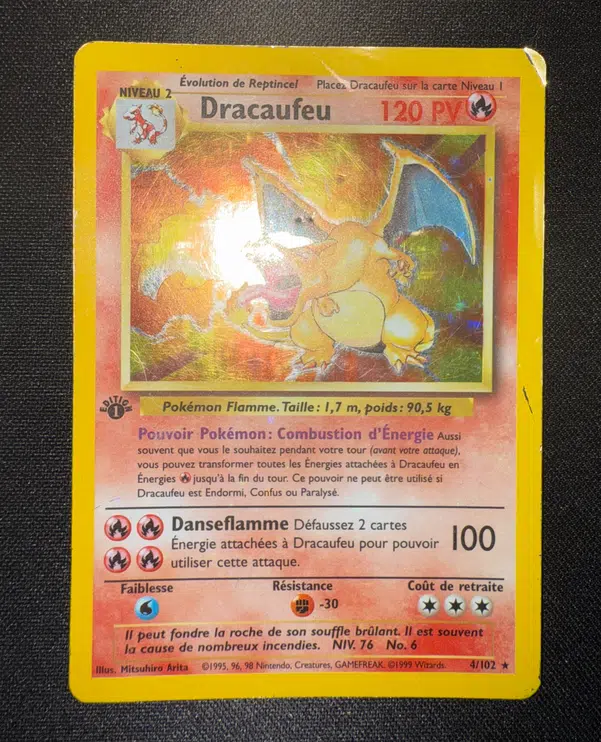 Évolution de Reptincel Placez Dracaufeu sur la carte Niveau 1
NIVEAU 2
Dracaufeu 120 PV
EDITION 1
Pokémon Flamme. Taille: 1,7 m, poids: 90,5 kg
Pouvoir Pokémon: Combustion d'Énergie Aussi
souvent que vous le souhaitez pendant votre tour (avant votre attaque),
vous pouvez transformer toutes les Énergies attachées à Dracaufeu en
Énergies jusqu'à la fin du tour. Ce pouvoir ne peut être utilisé si
Dracaufeu est Endormi, Confus ou Paralysé.
Danseflamme Défaussez 2 cartes
Énergie attachées à Dracaufeu pour pouvoir 100
utiliser cette attaque.
Faiblesse Résistance Coût de retraite
-30
Il peut fondre la roche de son souffle brûlant. Il est souvent
la cause de nombreux incendies. NIV. 76 No. 6
Illus. Mitsuhiro Arita ©1995, 96, 98 Nintendo, Creatures, GAMEFREAK. ©1999 Wizards. 4/102 ★